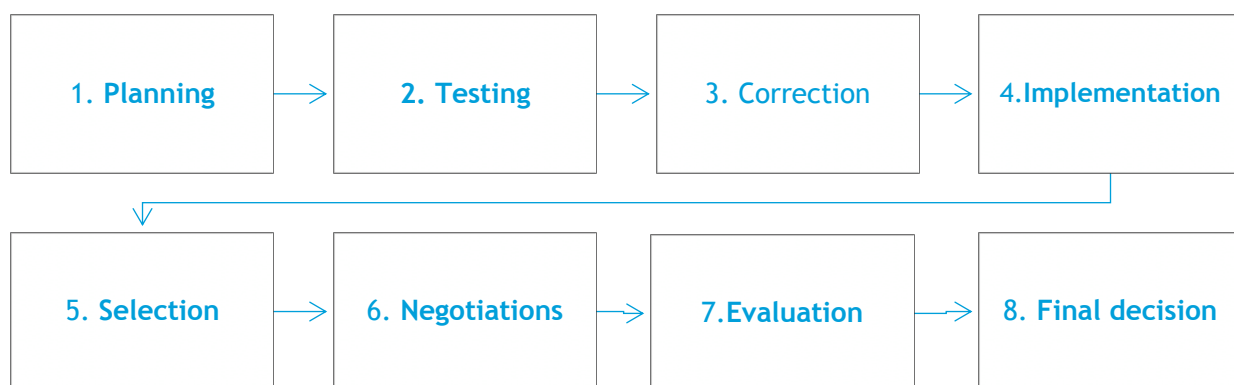 1. Planning
2. Testing
3. Correction
4.Implementation
5. Selection
6. Negotiations
7.Evaluation
8. Final decision